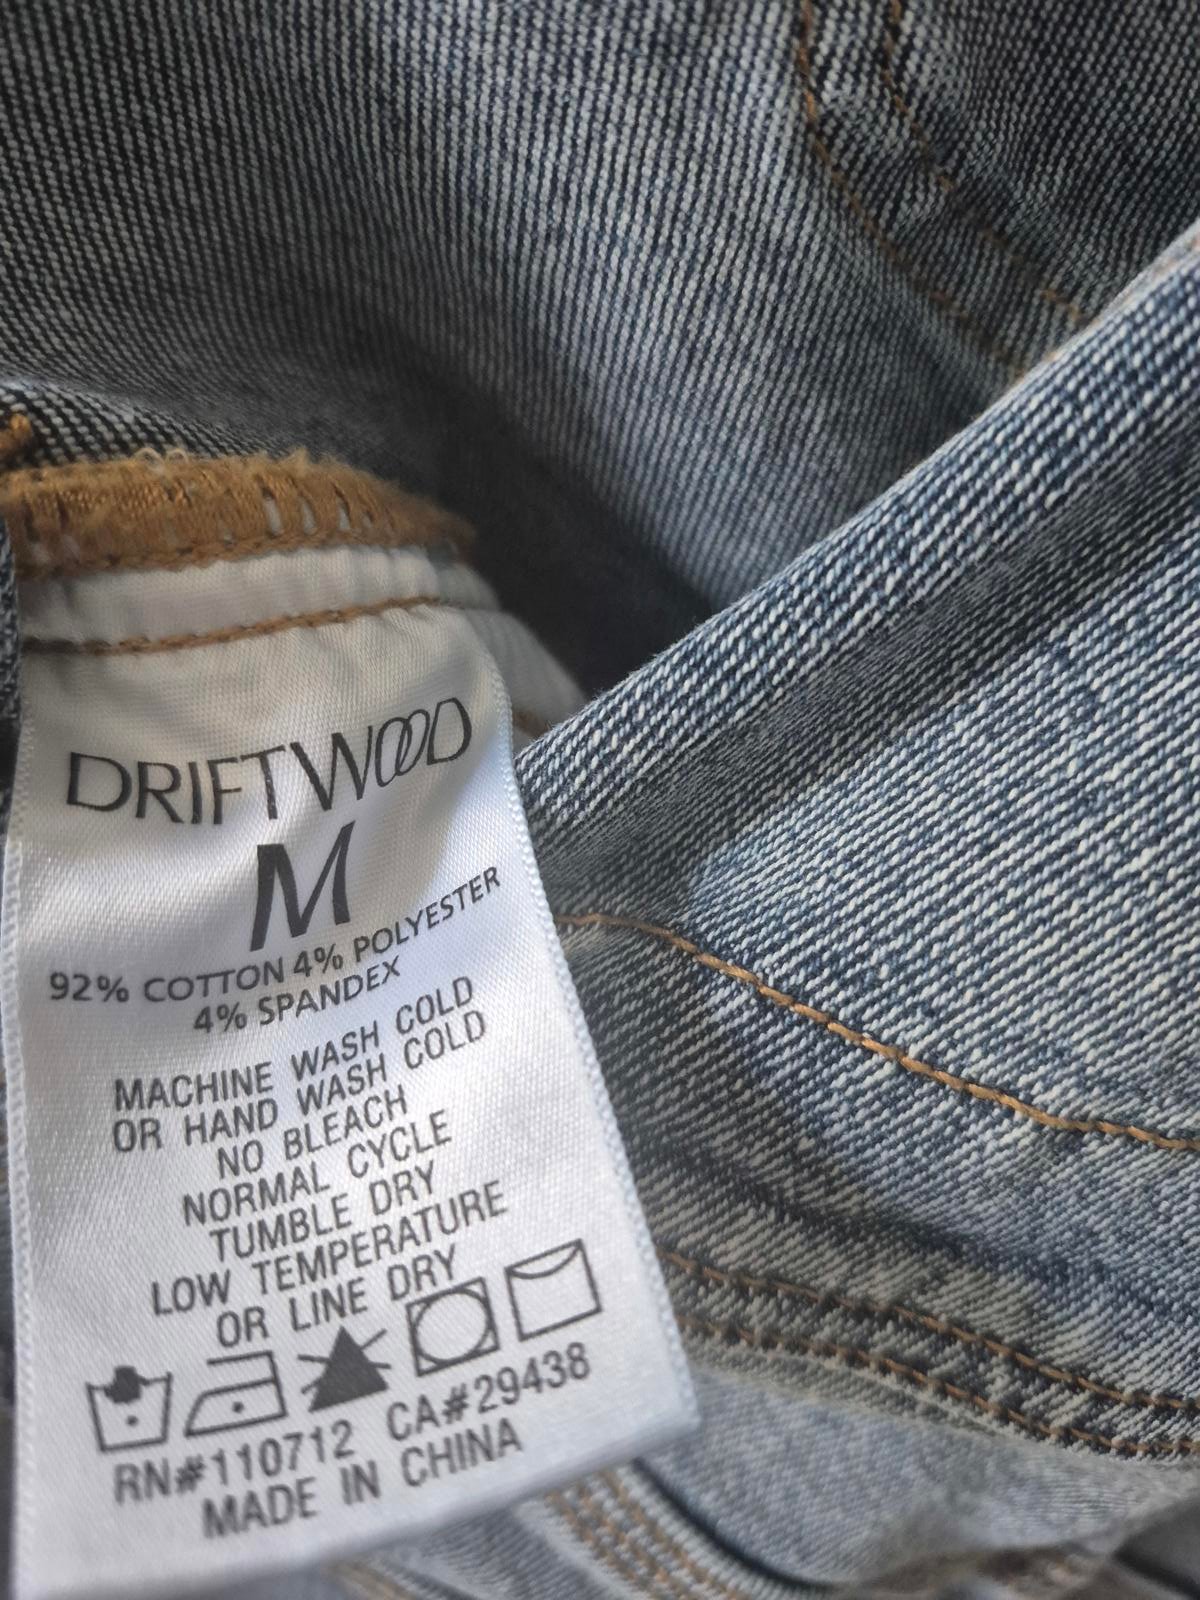 DRIFTWOOD
M
92% COTTON 4% POLYESTER
4% SPANDEX
MACHINE WASH COLD
OR HAND WASH COLD
NO BLEACH
NORMAL CYCLE
TUMBLE DRY
LOW TEMPERATURE
OR LINE DRY
RN#110712 CA#29438
MADE IN CHINA